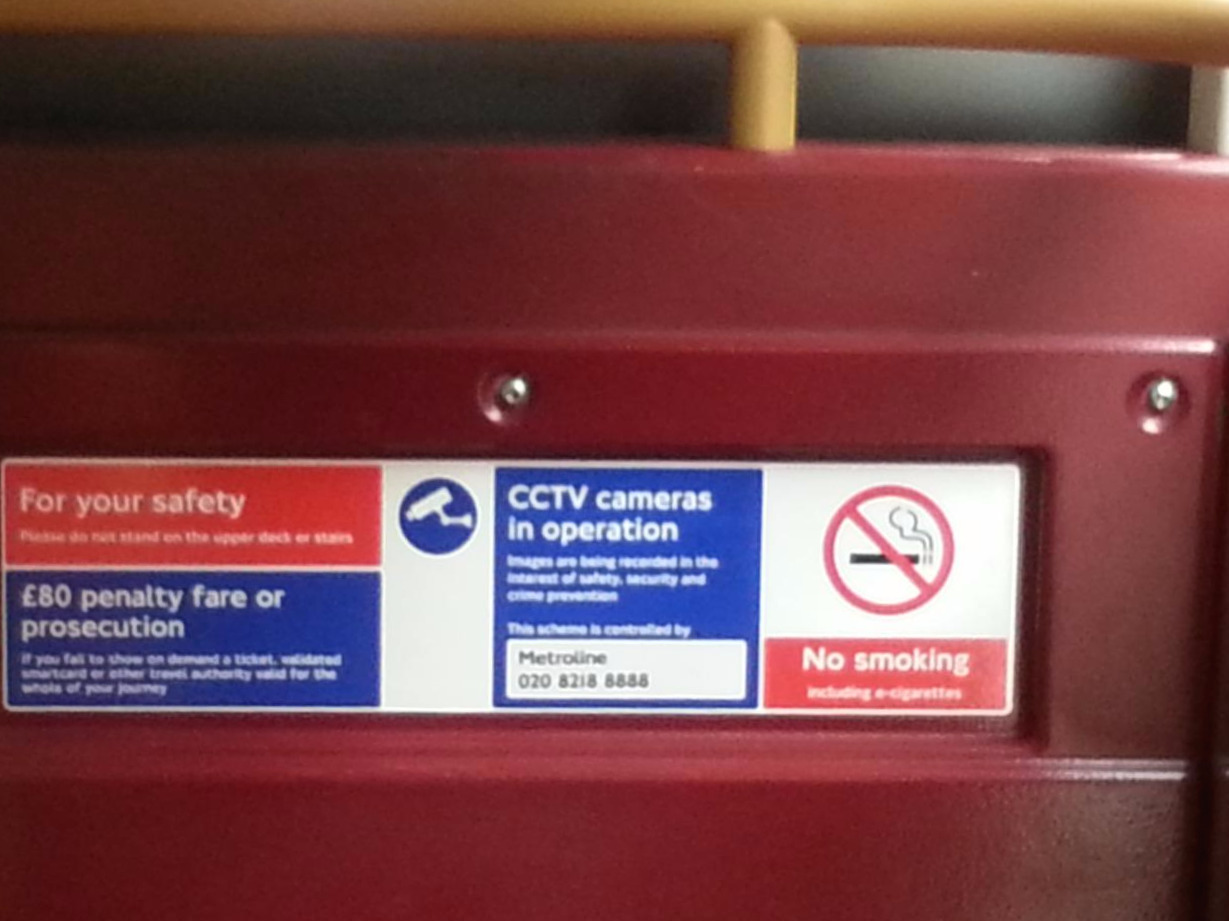 For your safety
Please do not stand on the upper deck or stairs
£80 penalty fare or
prosecution
If you fail to show on demand a ticket, validated
smartcard or other travel authority valid for the
whole of your journey
CCTV cameras
in operation
Images are being recorded in the
interest of safety, security and
crime prevention
This scheme is controlled by
Metroline
020 8218 8888
No smoking
including e-cigarettes